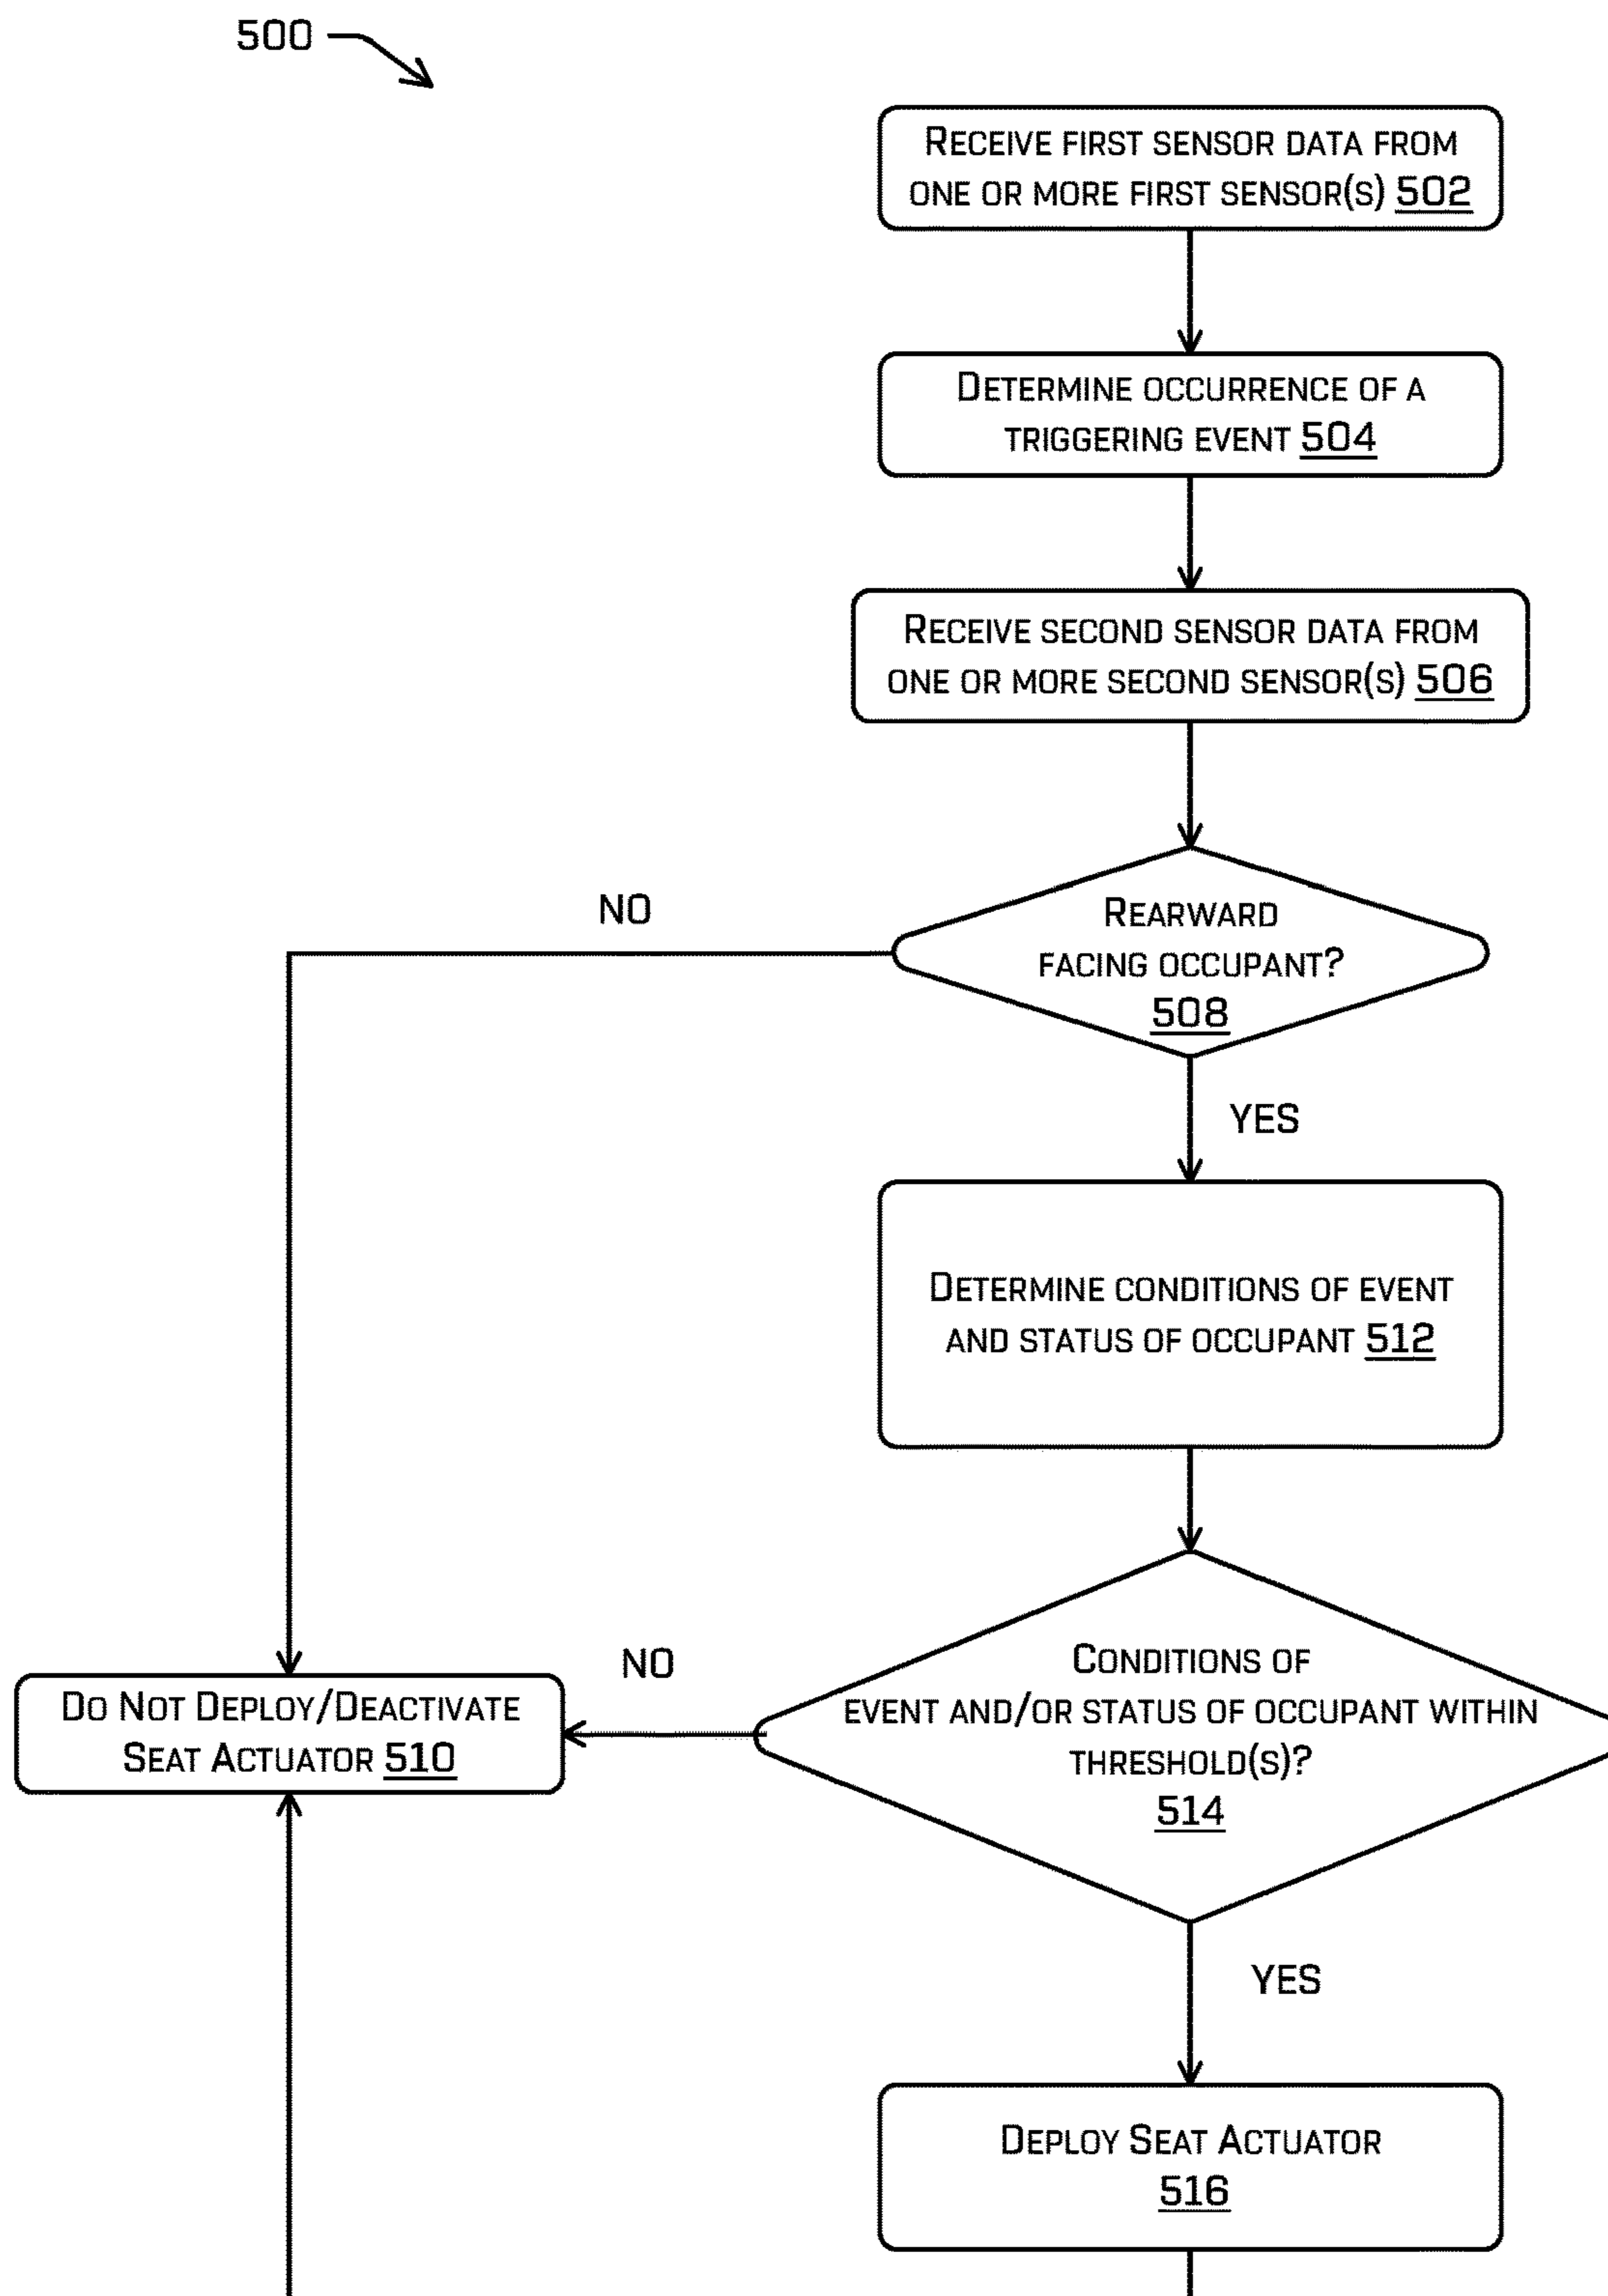 500
Receive first sensor data from
one or more first sensor(s) 502
Determine occurrence of a
triggering event 504
Receive second sensor data from
one or more second sensor(s) 506
NO
Rearward
facing occupant?
508
YES
Determine conditions of event
and status of occupant 512
NO
Do Not Deploy/Deactivate
Seat Actuator 510
Conditions of
event and/or status of occupant within
threshold(s)?
514
YES
Deploy Seat Actuator
516